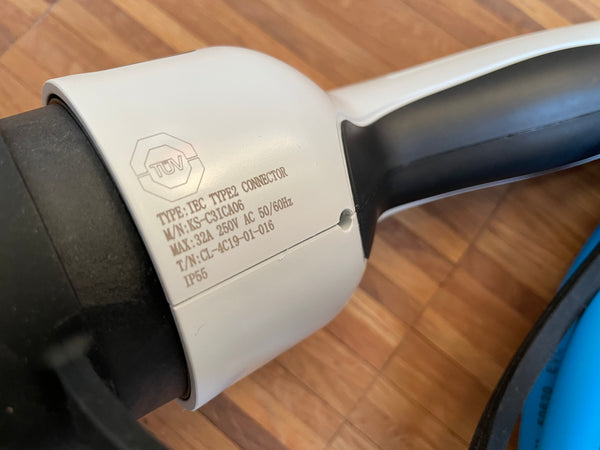 TÜV
TYPE:IEC TYPE2 CONNECTOR
M/N:KS-C3ICA06
MAX:32A 250V AC 50/60Hz
T/N:CL-4C19-01-016
IP55